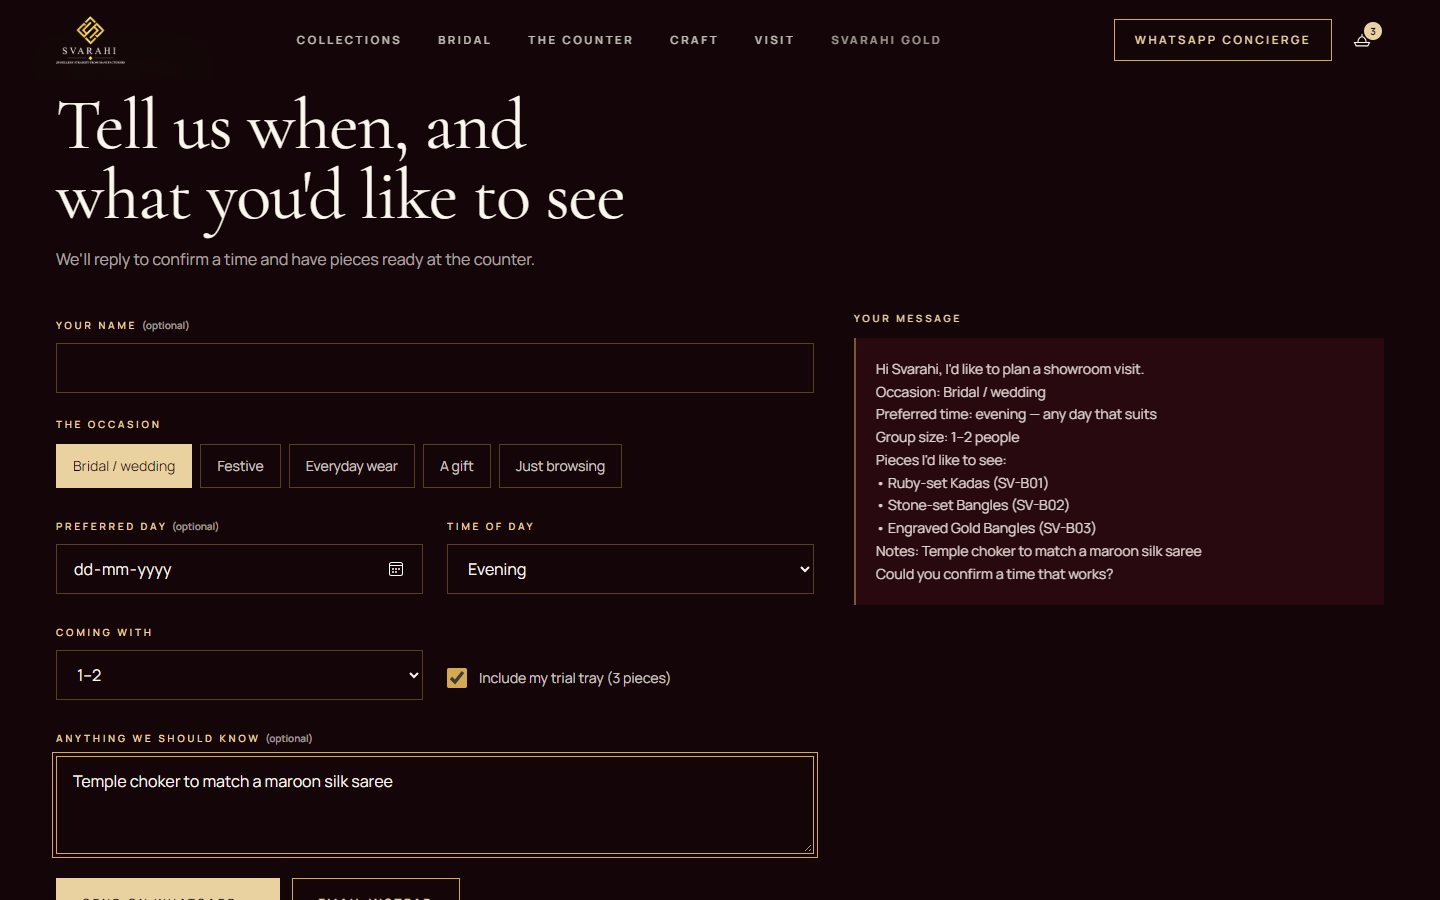 SVARAHI
COLLECTIONS BRIDAL THE COUNTER CRAFT VISIT SVARAHI GOLD
WHATSAPP CONCIERGE
3
Tell us when, and
what you'd like to see
We'll reply to confirm a time and have pieces ready at the counter.
YOUR NAME (optional)
THE OCCASION
Bridal / wedding
Festive
Everyday wear
A gift
Just browsing
PREFERRED DAY (optional)
TIME OF DAY
dd-mm-yyyy
Evening
COMING WITH
1–2
Include my trial tray (3 pieces)
ANYTHING WE SHOULD KNOW (optional)
Temple choker to match a maroon silk saree
YOUR MESSAGE
Hi Svarahi, I'd like to plan a showroom visit.
Occasion: Bridal / wedding
Preferred time: evening — any day that suits
Group size: 1–2 people
Pieces I'd like to see:
• Ruby-set Kadas (SV-B01)
• Stone-set Bangles (SV-B02)
• Engraved Gold Bangles (SV-B03)
Notes: Temple choker to match a maroon silk saree
Could you confirm a time that works?